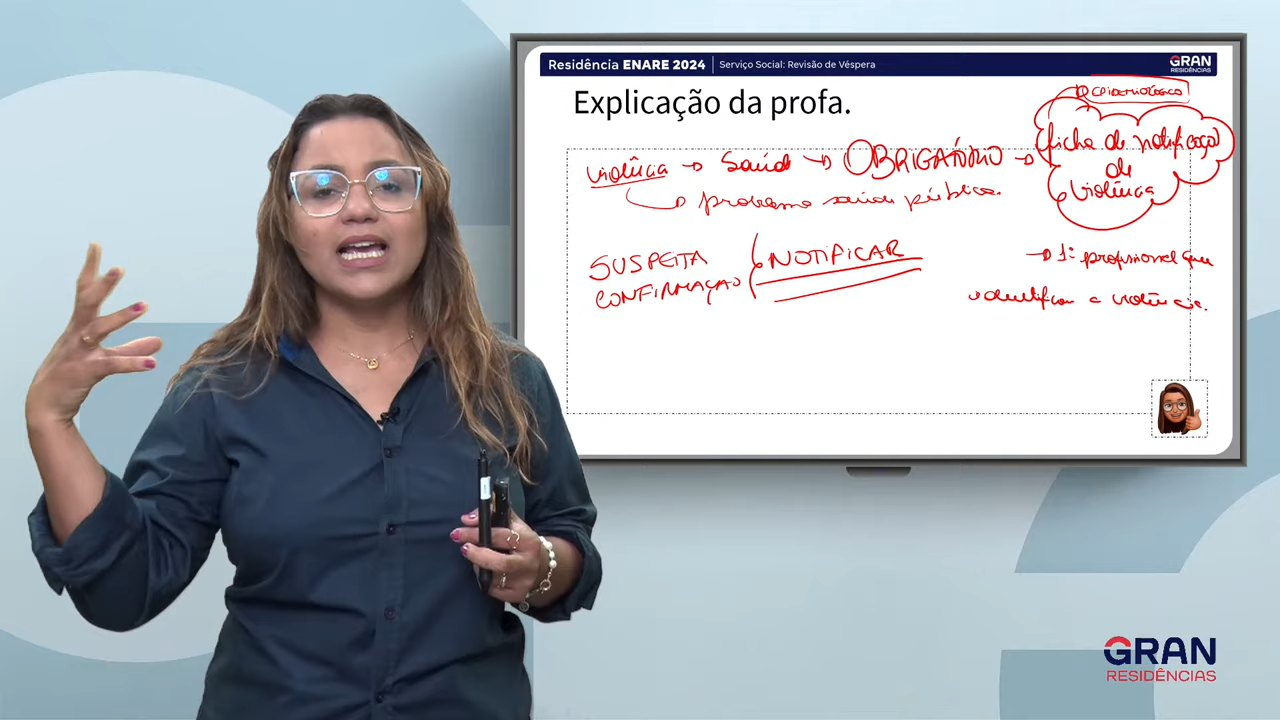 Residência ENARE 2024 | Serviço Social: Revisão de Véspera
GRAN
RESIDÊNCIAS
Explicação da profa.
epidemiológico
violência → Saúde → OBRIGATÓRIO → ficha de notificação
de
violência
→ problema saúde pública
SUSPEITA
CONFIRMAÇÃO
NOTIFICAR
→ 1º profissional que
identificar a violência.
GRAN
RESIDÊNCIAS